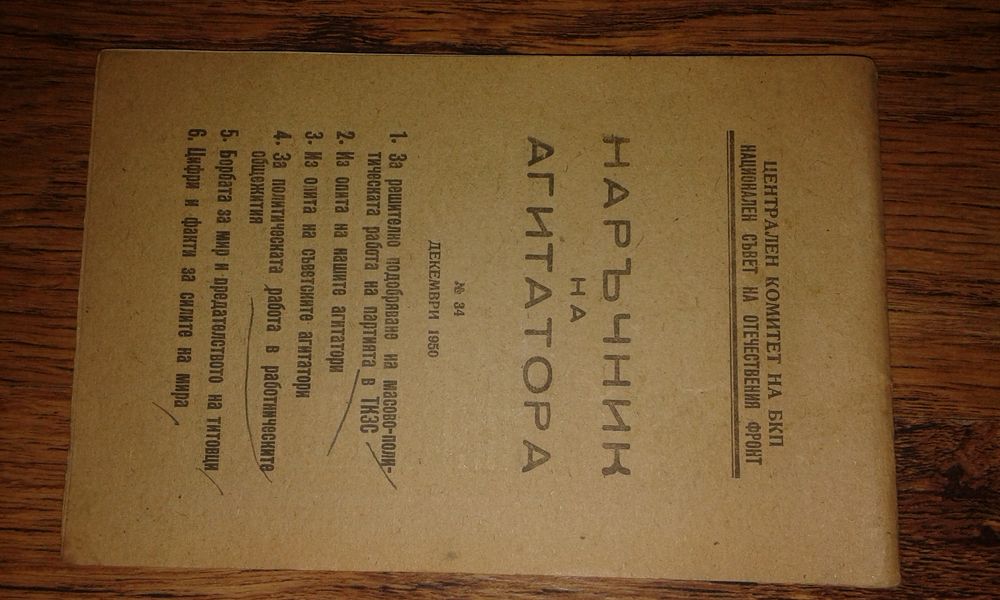 ЦЕНТРАЛЕН КОМИТЕТ НА БКП
НАЦИОНАЛЕН СЪВЕТ НА ОТЕЧЕСТВЕНИЯ ФРОНТ
НАРЪЧНИК
НА
АГИТАТОРА
№ 34
ДЕКЕМВРИ 1950
1. За решително подобряване на масово-поли-
тическата работа на партията в ТКЗС
2. Из опита на нашите агитатори
3. Из опита на съветските агитатори
4. За политическата работа в работническите
общежития
5. Борбата за мир и предателството на титовци
6. Цифри и факти за силите на мира